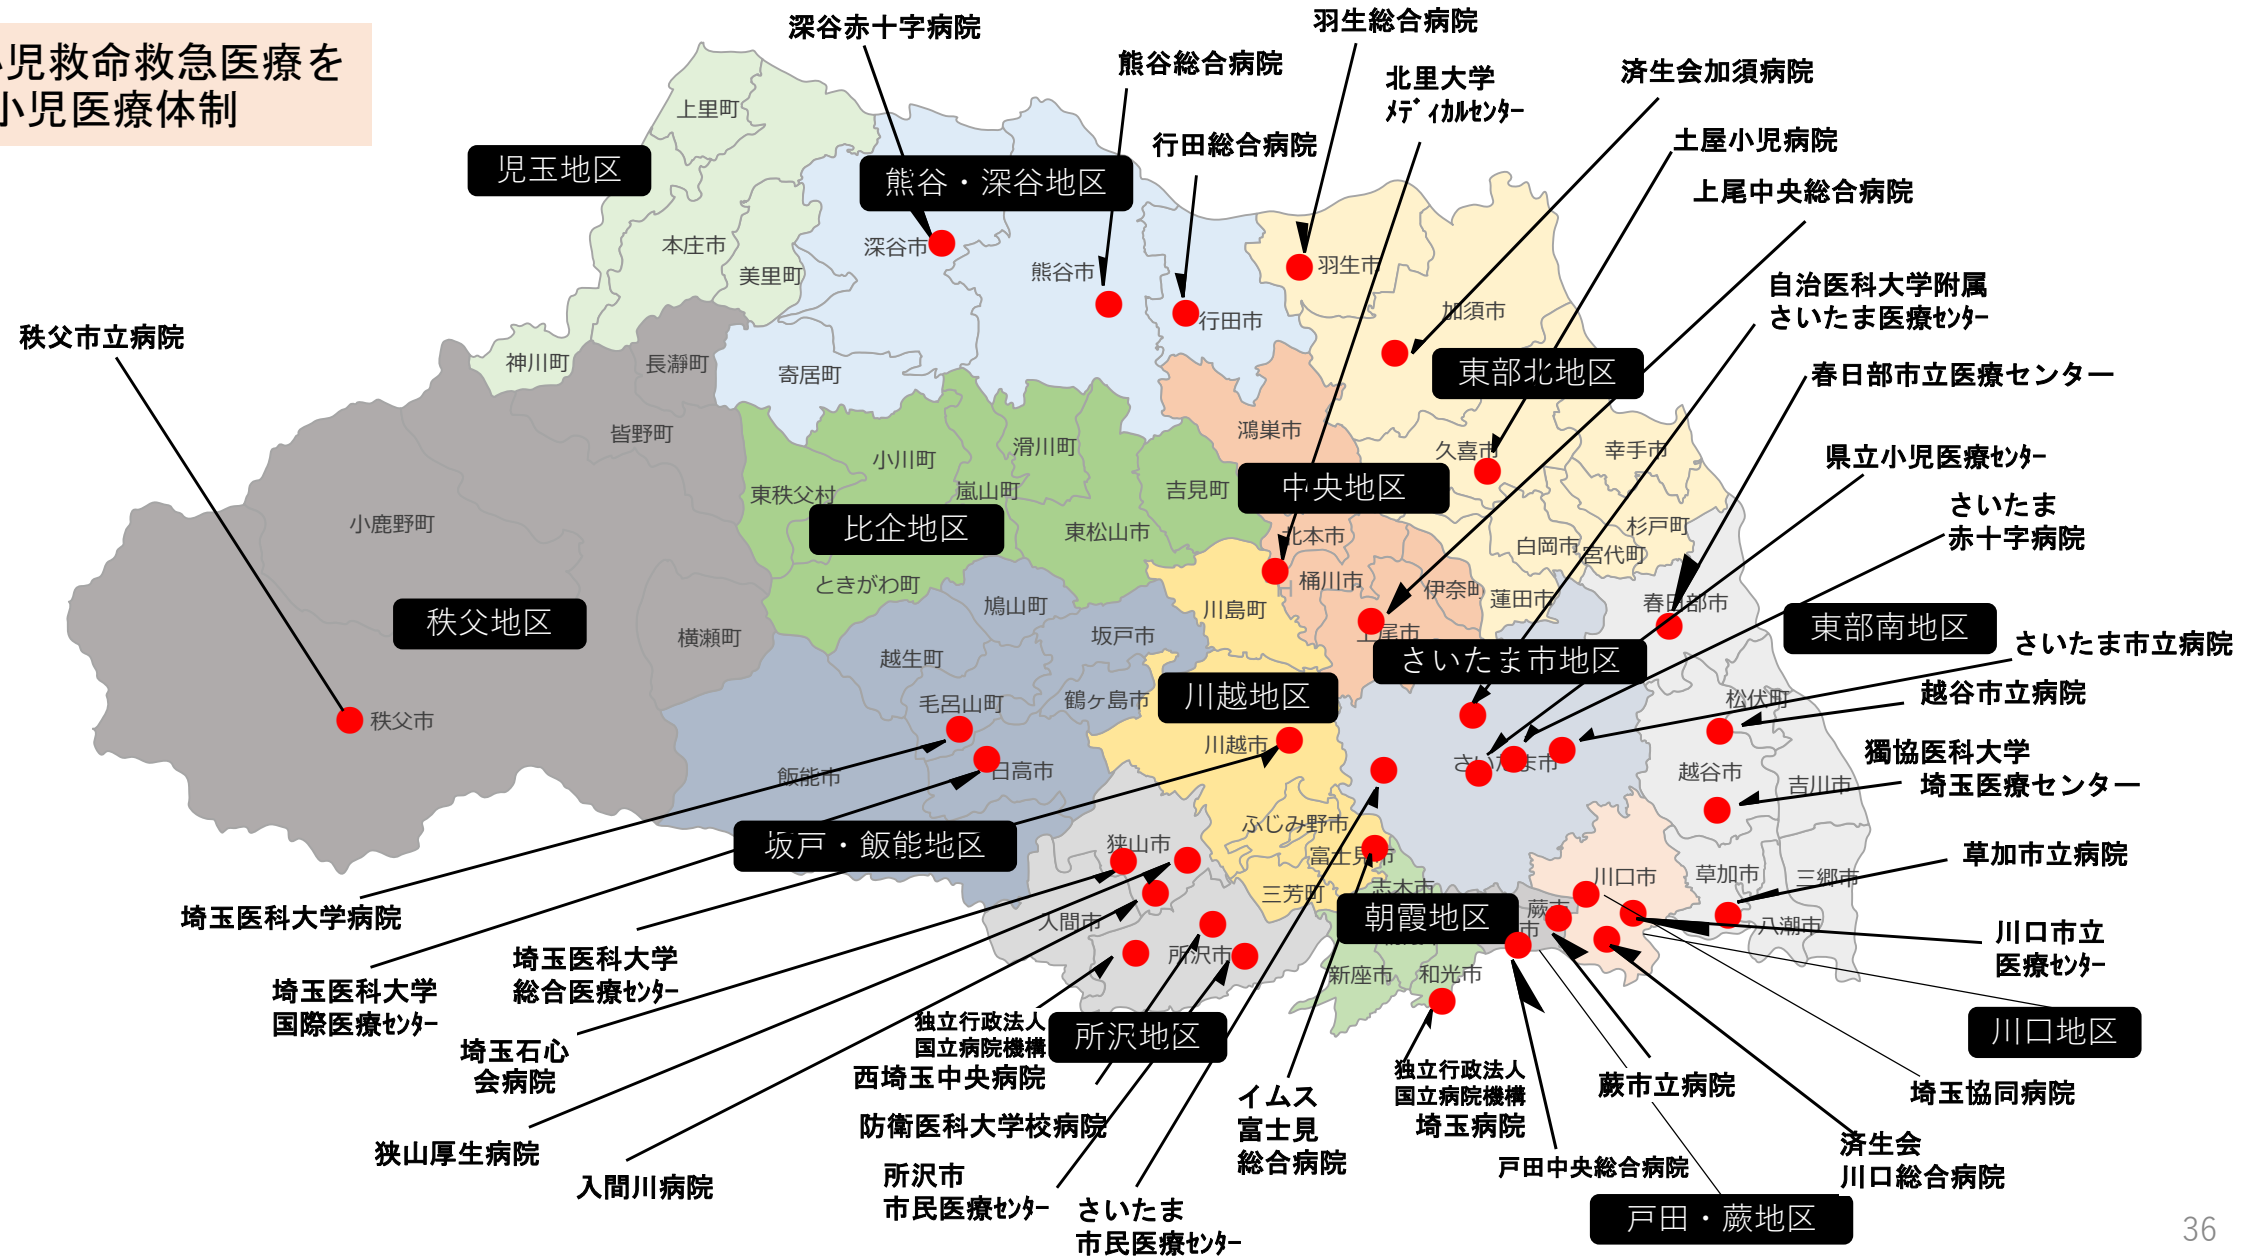 児救命救急医療を
小児医療体制
深谷赤十字病院
熊谷総合病院
羽生総合病院
北里大学
ﾒﾃﾞｨｶﾙｾﾝﾀｰ
行田総合病院
済生会加須病院
土屋小児病院
上尾中央総合病院
自治医科大学附属
さいたま医療ｾﾝﾀｰ
春日部市立医療センター
県立小児医療ｾﾝﾀｰ
さいたま
赤十字病院
さいたま市立病院
越谷市立病院
獨協医科大学
埼玉医療センター
草加市立病院
川口市立
医療ｾﾝﾀｰ
埼玉協同病院
済生会
川口総合病院
蕨市立病院
戸田中央総合病院
独立行政法人
国立病院機構
埼玉病院
イムス
富士見
総合病院
さいたま
市民医療ｾﾝﾀｰ
所沢市
市民医療ｾﾝﾀｰ
防衛医科大学校病院
独立行政法人
国立病院機構
西埼玉中央病院
入間川病院
狭山厚生病院
埼玉石心
会病院
埼玉医科大学
総合医療ｾﾝﾀｰ
埼玉医科大学
国際医療ｾﾝﾀｰ
埼玉医科大学病院
秩父市立病院
児玉地区
熊谷・深谷地区
東部北地区
中央地区
比企地区
秩父地区
東部南地区
さいたま市地区
川越地区
坂戸・飯能地区
朝霞地区
所沢地区
川口地区
戸田・蕨地区
上里町
本庄市
美里町
神川町
深谷市
熊谷市
行田市
寄居町
羽生市
加須市
久喜市
幸手市
杉戸町
宮代町
白岡市
蓮田市
鴻巣市
北本市
桶川市
伊奈町
上尾市
長瀞町
皆野町
小鹿野町
横瀬町
秩父市
東秩父村
小川町
嵐山町
滑川町
東松山市
吉見町
ときがわ町
鳩山町
坂戸市
越生町
毛呂山町
鶴ヶ島市
日高市
飯能市
川島町
川越市
ふじみ野市
富士見市
三芳町
狭山市
入間市
所沢市
志木市
新座市
和光市
さいたま市
春日部市
松伏町
越谷市
吉川市
草加市
三郷市
八潮市
川口市
蕨市
市
36